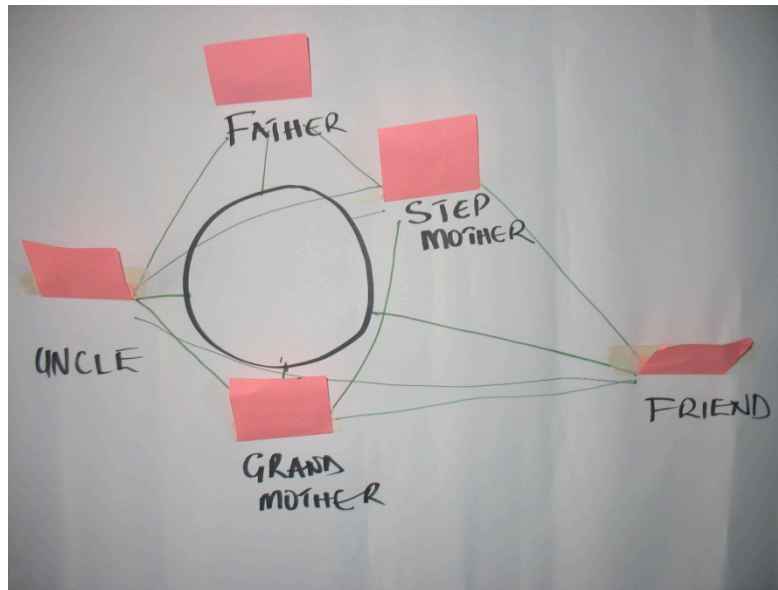 FATHER
STEP
MOTHER
UNCLE
FRIEND
GRAND
MOTHER